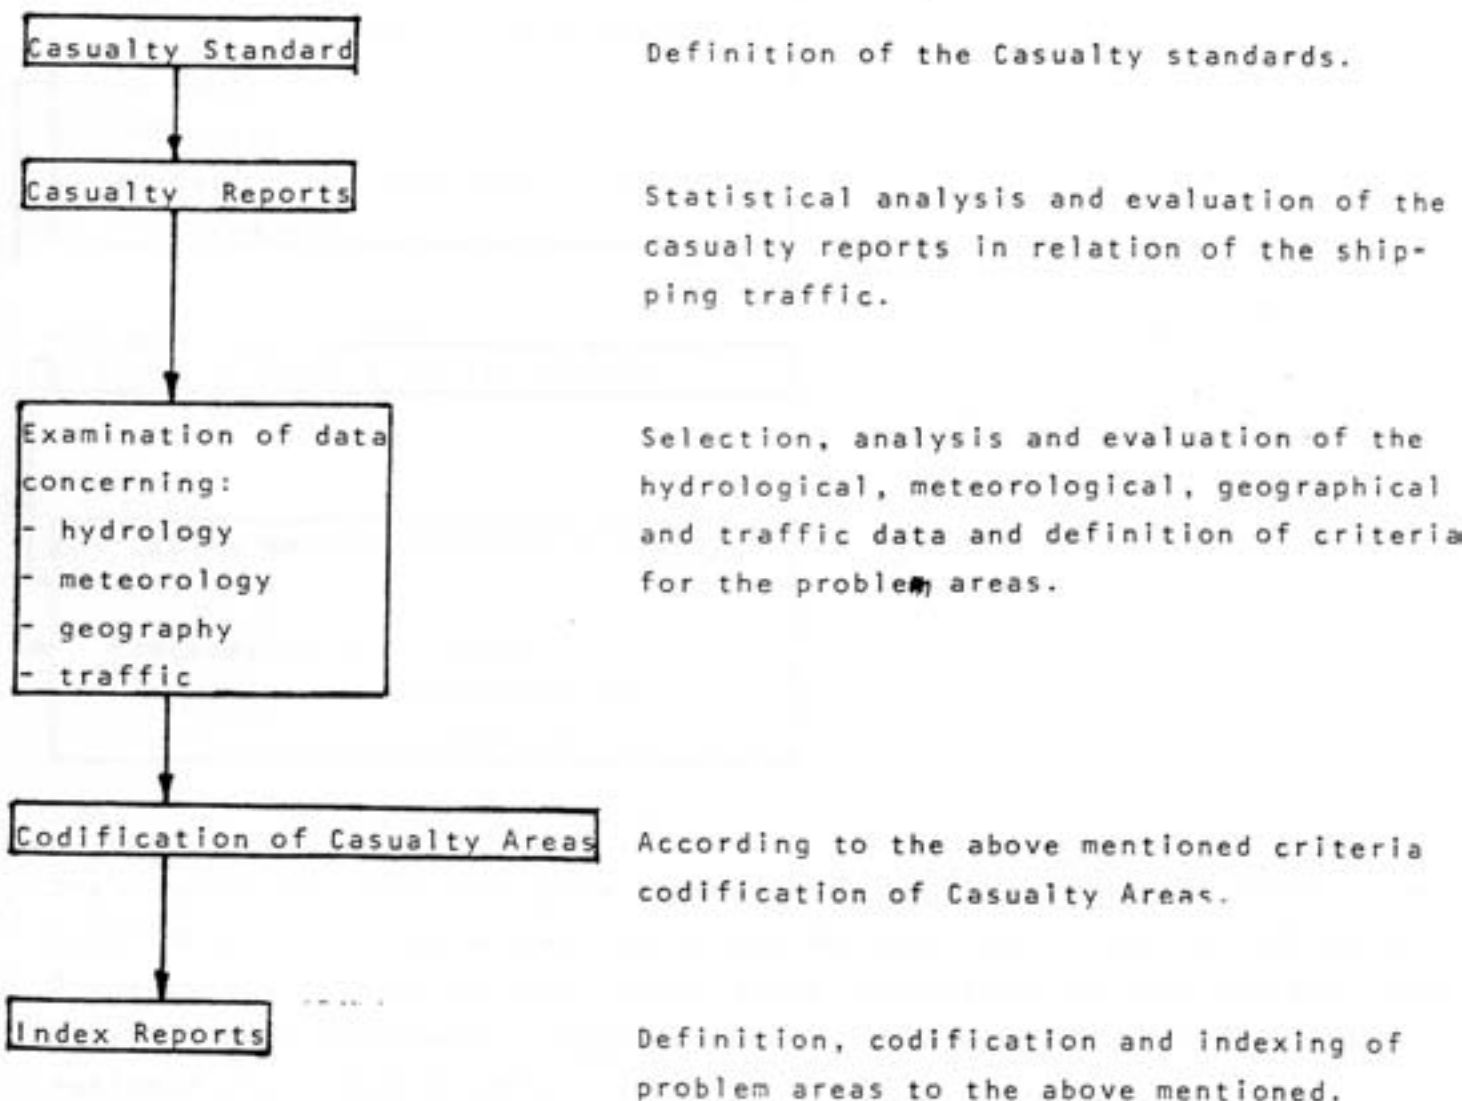 Casualty Standard
Definition of the Casualty standards.
Casualty Reports
Statistical analysis and evaluation of the
casualty reports in relation of the ship-
ping traffic.
Examination of data
concerning:
- hydrology
- meteorology
- geography
- traffic
Selection, analysis and evaluation of the
hydrological, meteorological, geographical
and traffic data and definition of criteria
for the problem areas.
Codification of Casualty Areas
According to the above mentioned criteria
codification of Casualty Areas.
Index Reports
Definition, codification and indexing of
problem areas to the above mentioned.